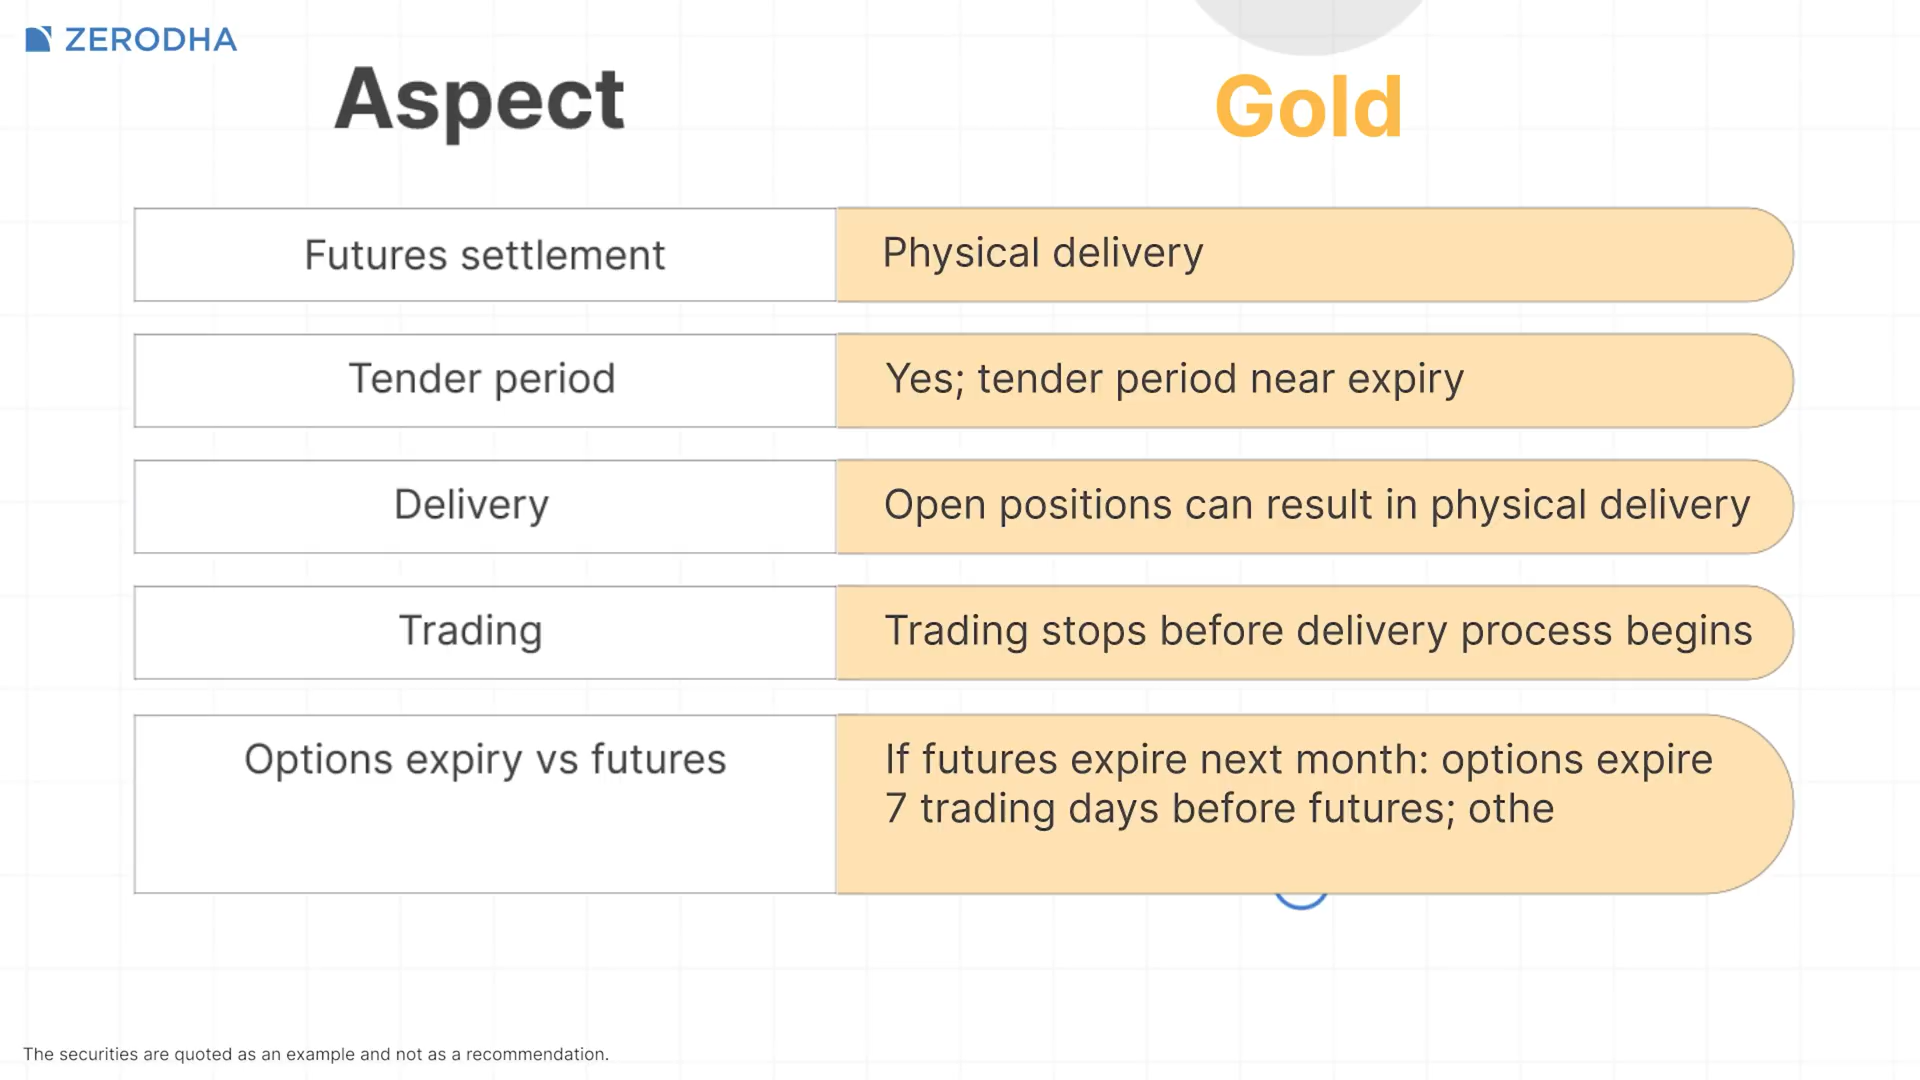 ZERODHA
Aspect
Gold
Futures settlement
Physical delivery
Tender period
Yes; tender period near expiry
Delivery
Open positions can result in physical delivery
Trading
Trading stops before delivery process begins
Options expiry vs futures
If futures expire next month: options expire
7 trading days before futures; othe
The securities are quoted as an example and not as a recommendation.